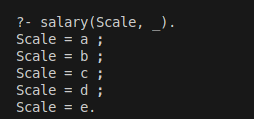 ?- salary(Scale, _).
Scale = a ;
Scale = b ;
Scale = c ;
Scale = d ;
Scale = e.